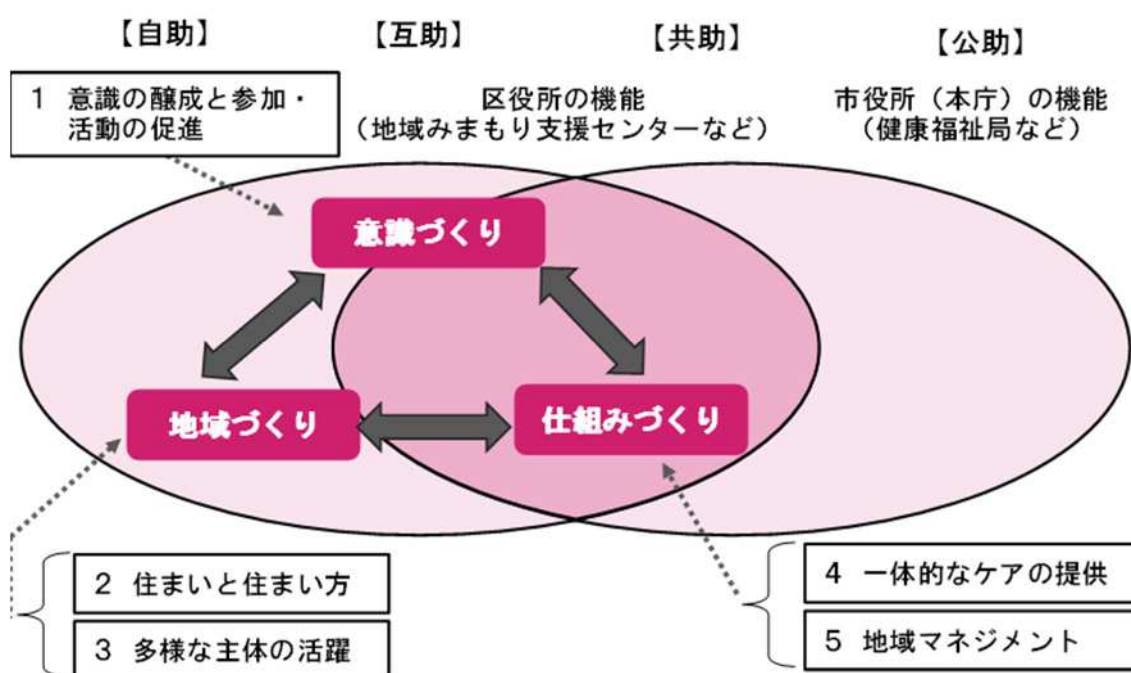 【自助】
【互助】
【共助】
【公助】
1 意識の醸成と参加・
活動の促進
区役所の機能
（地域みまもり支援センターなど）
市役所（本庁）の機能
（健康福祉局など）
意識づくり
地域づくり
仕組みづくり
2 住まいと住まい方
3 多様な主体の活躍
4 一体的なケアの提供
5 地域マネジメント